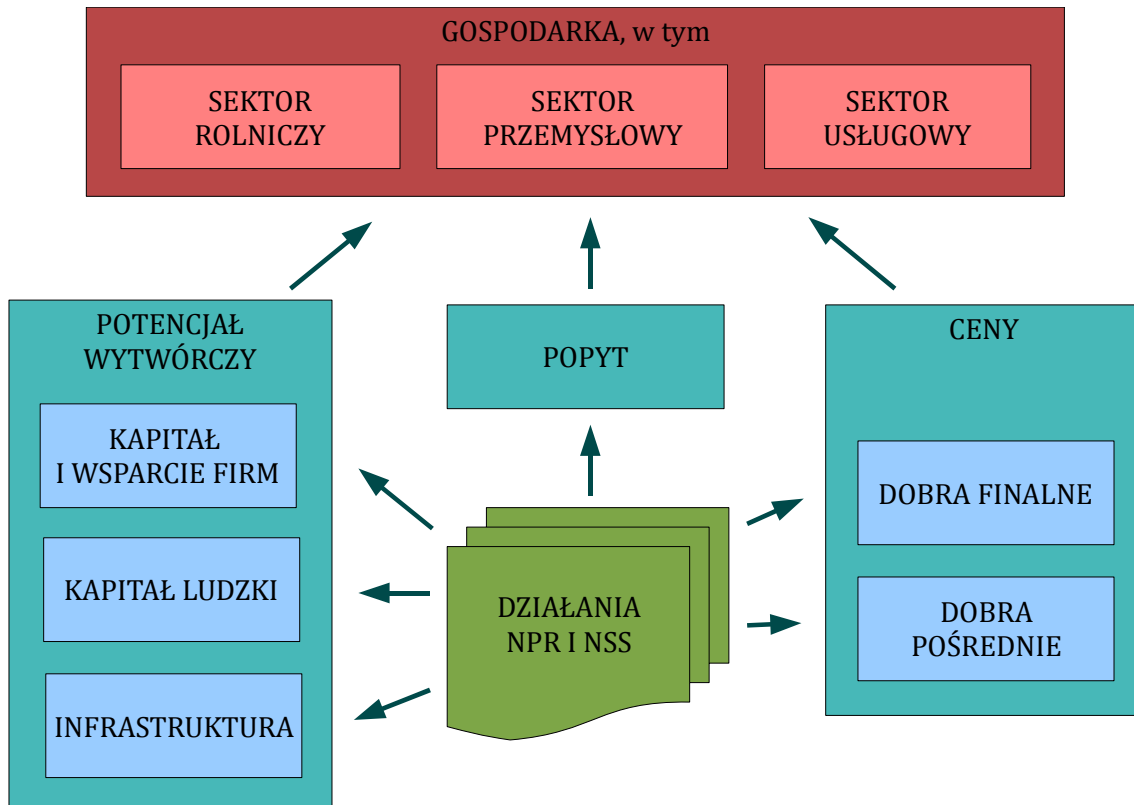 GOSPODARKA, w tym
SEKTOR
ROLNICZY
SEKTOR
PRZEMYSŁOWY
SEKTOR
USŁUGOWY
POTENCJAŁ
WYTWÓRCZY
KAPITAŁ
I WSPARCIE FIRM
KAPITAŁ LUDZKI
INFRASTRUKTURA
POPYT
DZIAŁANIA
NPR I NSS
CENY
DOBRA FINALNE
DOBRA
POŚREDNIE